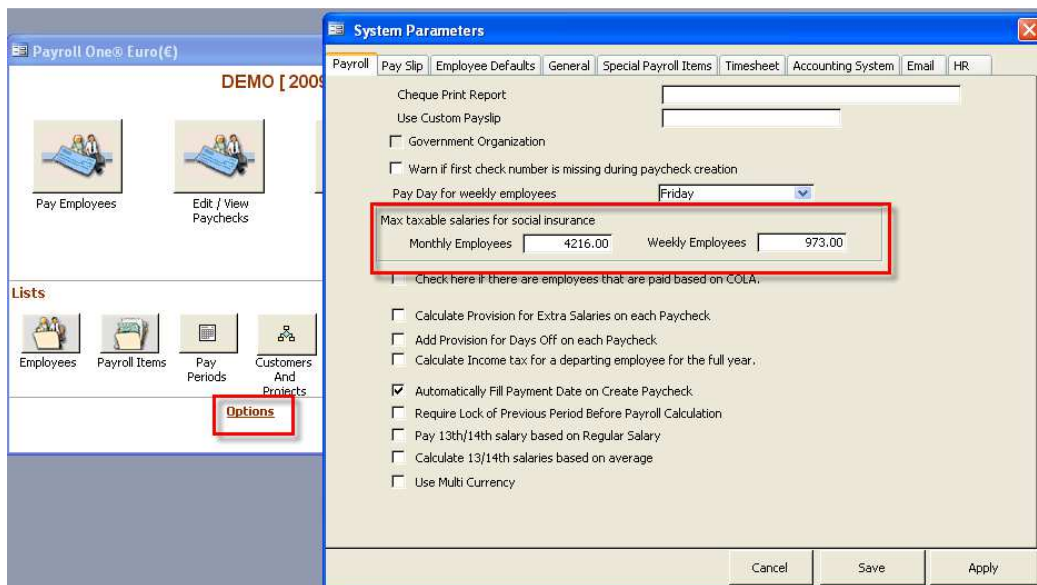 Payroll One® Euro(€)
DEMO [ 2009
Pay Employees
Edit / View
Paychecks
Lists
Employees
Payroll Items
Pay
Periods
Customers
And
Projects
Options
System Parameters
Payroll Pay Slip Employee Defaults General Special Payroll Items Timesheet Accounting System Email HR
Cheque Print Report
Use Custom Payslip
Government Organization
Warn if first check number is missing during paycheck creation
Pay Day for weekly employees Friday
Max taxable salaries for social insurance
Monthly Employees 4216.00 Weekly Employees 973.00
Check here if there are employees that are paid based on COLA.
Calculate Provision for Extra Salaries on each Paycheck
Add Provision for Days Off on each Paycheck
Calculate Income tax for a departing employee for the full year.
Automatically Fill Payment Date on Create Paycheck
Require Lock of Previous Period Before Payroll Calculation
Pay 13th/14th salary based on Regular Salary
Calculate 13/14th salaries based on average
Use Multi Currency
Cancel Save Apply